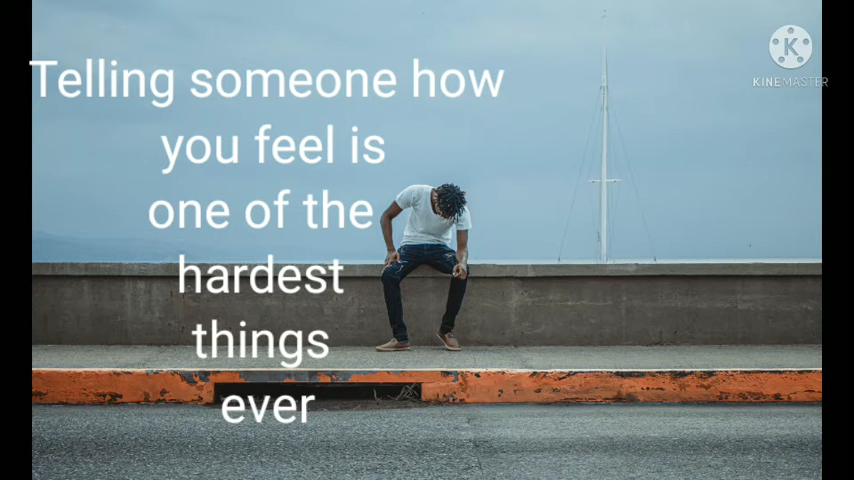 Telling someone how
you feel is
one of the
hardest
things
ever
K
KINEMASTER